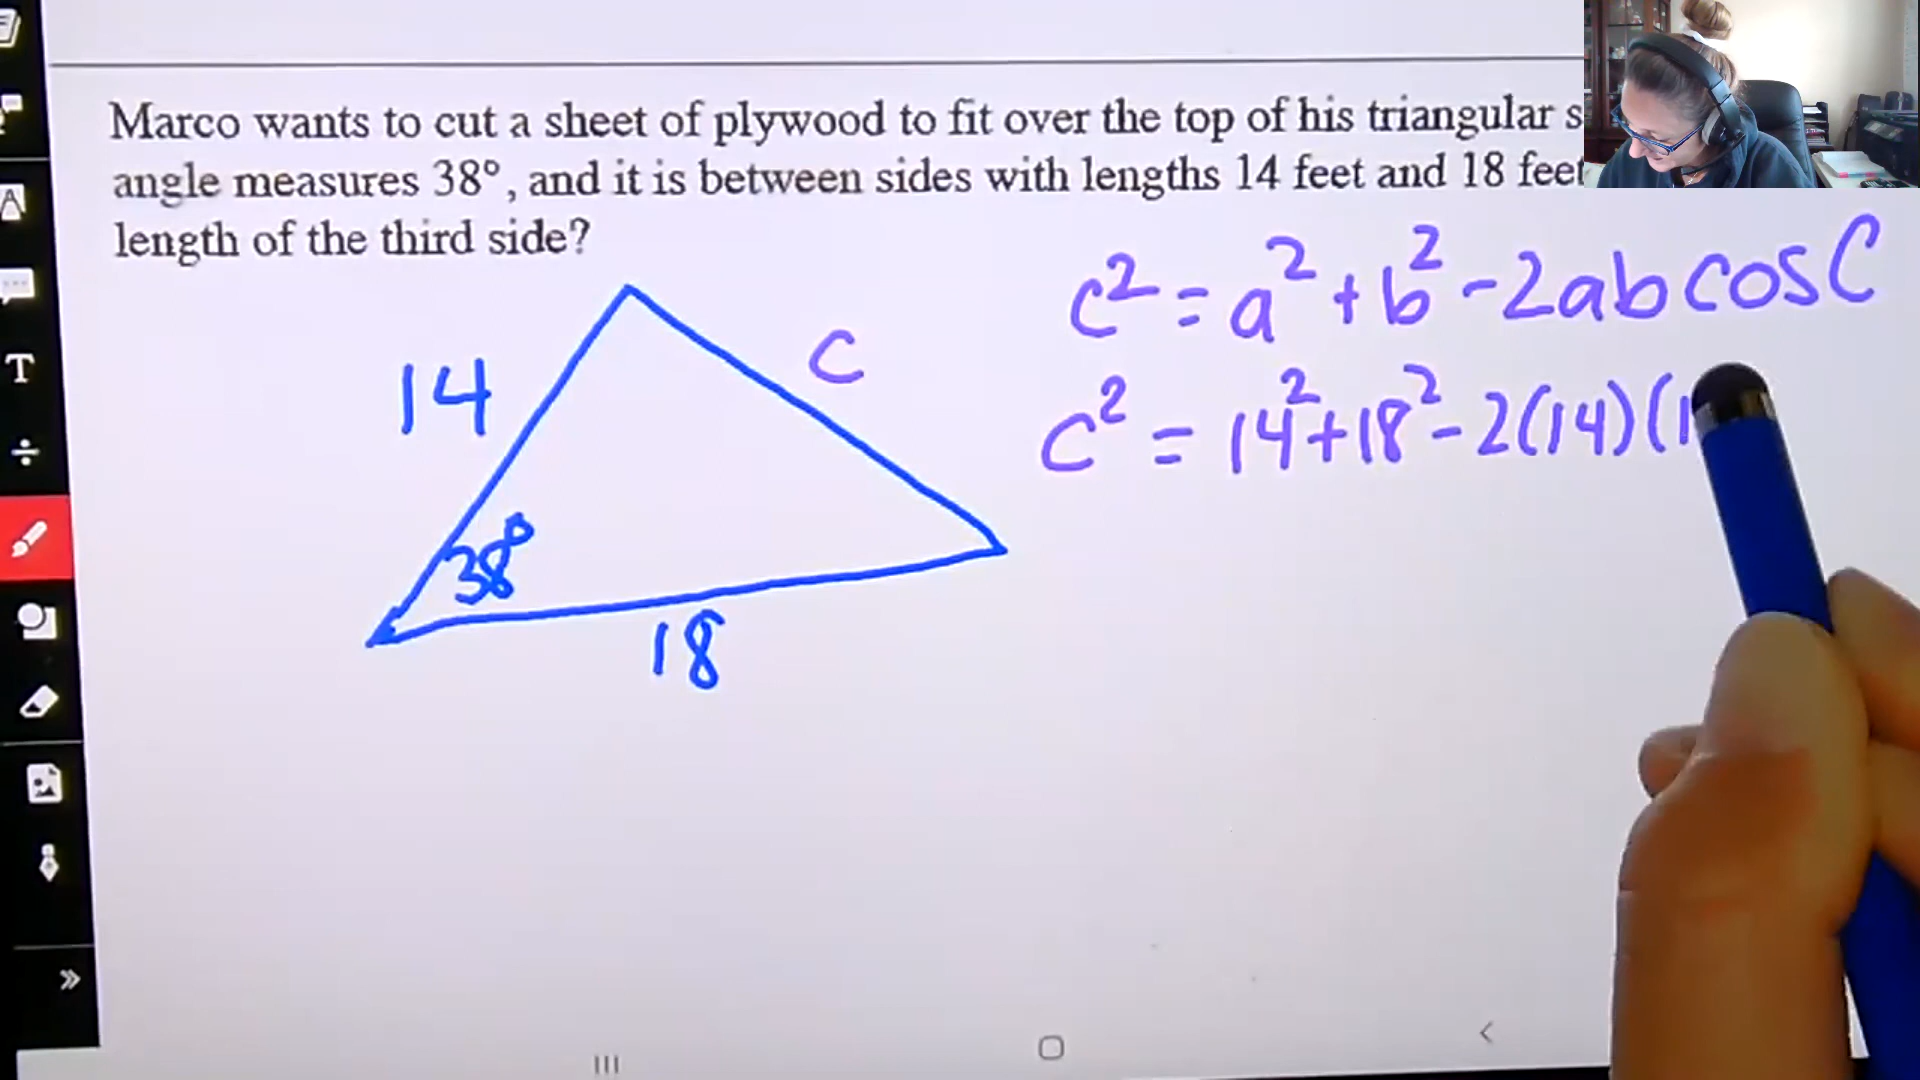 Marco wants to cut a sheet of plywood to fit over the top of his triangular s
angle measures 38°, and it is between sides with lengths 14 feet and 18 feet
length of the third side?
c² = a² + b² - 2ab cos C
14
c
c² = 14² + 18² - 2(14)(1
38°
18
T